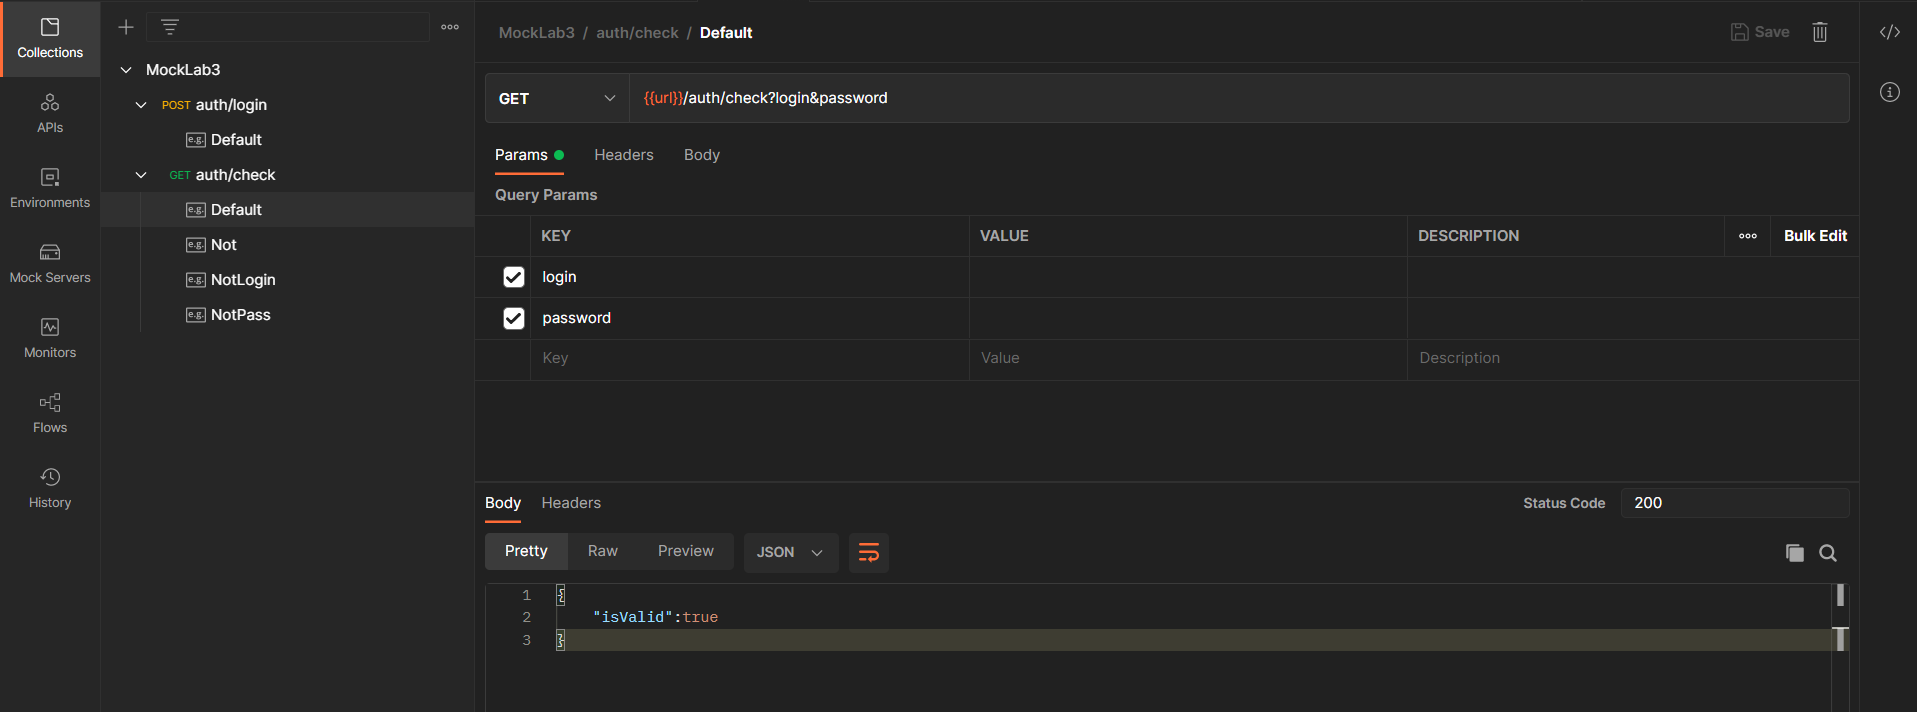 Collections
APIs
Environments
Mock Servers
Monitors
Flows
History
MockLab3
POST auth/login
e.g. Default
GET auth/check
e.g. Default
e.g. Not
e.g. NotLogin
e.g. NotPass
MockLab3 / auth/check / Default
Save
GET
{{url}}/auth/check?login&password
Params
Headers
Body
Query Params
KEY VALUE DESCRIPTION
Bulk Edit
login
password
Key Value Description
Body Headers
Status Code 200
Pretty Raw Preview JSON
1 {
2 "isValid":true
3 }